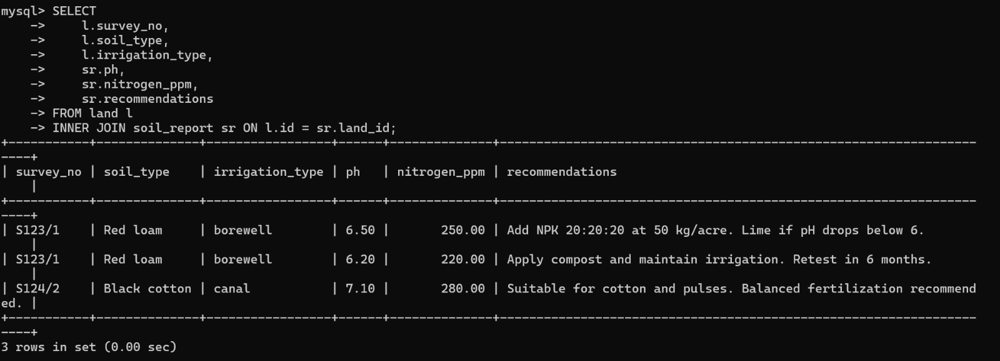 mysql> SELECT
    ->     l.survey_no,
    ->     l.soil_type,
    ->     l.irrigation_type,
    ->     sr.ph,
    ->     sr.nitrogen_ppm,
    ->     sr.recommendations
    -> FROM land l
    -> INNER JOIN soil_report sr ON l.id = sr.land_id;
+-----------+--------------+-----------------+------+--------------+-----------------------------------------------------------------
----+
| survey_no | soil_type    | irrigation_type | ph   | nitrogen_ppm | recommendations
    |
+-----------+--------------+-----------------+------+--------------+-----------------------------------------------------------------
----+
| S123/1    | Red loam     | borewell        | 6.50 |       250.00 | Add NPK 20:20:20 at 50 kg/acre. Lime if pH drops below 6.
    |
| S123/1    | Red loam     | borewell        | 6.20 |       220.00 | Apply compost and maintain irrigation. Retest in 6 months.
    |
| S124/2    | Black cotton | canal           | 7.10 |       280.00 | Suitable for cotton and pulses. Balanced fertilization recommend
ed. |
+-----------+--------------+-----------------+------+--------------+-----------------------------------------------------------------
----+
3 rows in set (0.00 sec)